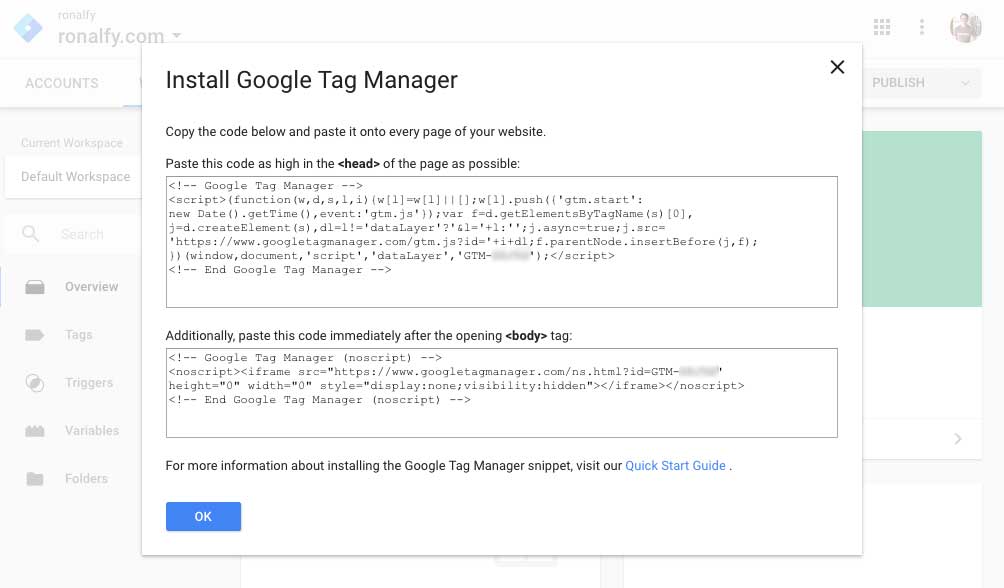 ronalfy
ronalfy.com
ACCOUNTS
PUBLISH
Current Workspace
Default Workspace
Search
Overview
Tags
Triggers
Variables
Folders
Install Google Tag Manager
Copy the code below and paste it onto every page of your website.
Paste this code as high in the <head> of the page as possible:
<!-- Google Tag Manager -->
<script>(function(w,d,s,l,i){w[l]=w[l]||[];w[l].push({'gtm.start':
new Date().getTime(),event:'gtm.js'});var f=d.getElementsByTagName(s)[0],
j=d.createElement(s),dl=l!='dataLayer'?'&l='+l:'';j.async=true;j.src=
'https://www.googletagmanager.com/gtm.js?id='+i+dl;f.parentNode.insertBefore(j,f);
})(window,document,'script','dataLayer','GTM-');</script>
<!-- End Google Tag Manager -->
Additionally, paste this code immediately after the opening <body> tag:
<!-- Google Tag Manager (noscript) -->
<noscript><iframe src="https://www.googletagmanager.com/ns.html?id=GTM-"
height="0" width="0" style="display:none;visibility:hidden"></iframe></noscript>
<!-- End Google Tag Manager (noscript) -->
For more information about installing the Google Tag Manager snippet, visit our Quick Start Guide .
OK